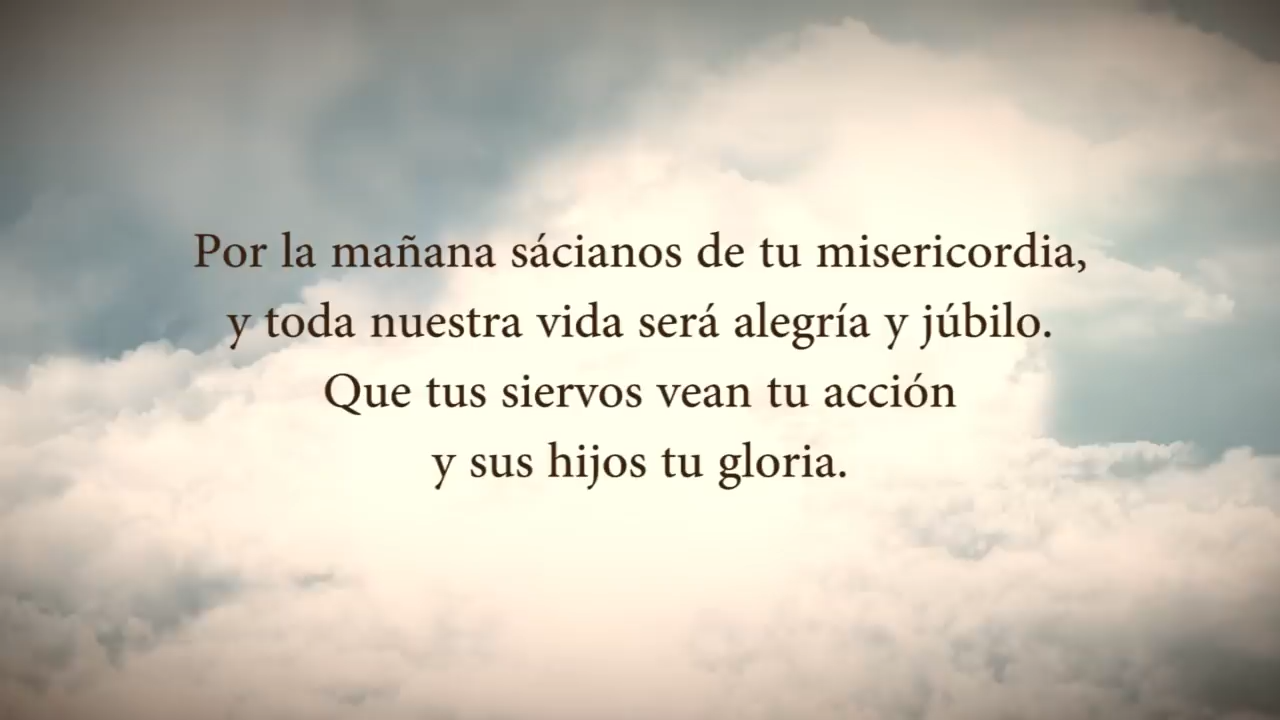 Por la mañana sácianos de tu misericordia,
y toda nuestra vida será alegría y júbilo.
Que tus siervos vean tu acción
y sus hijos tu gloria.